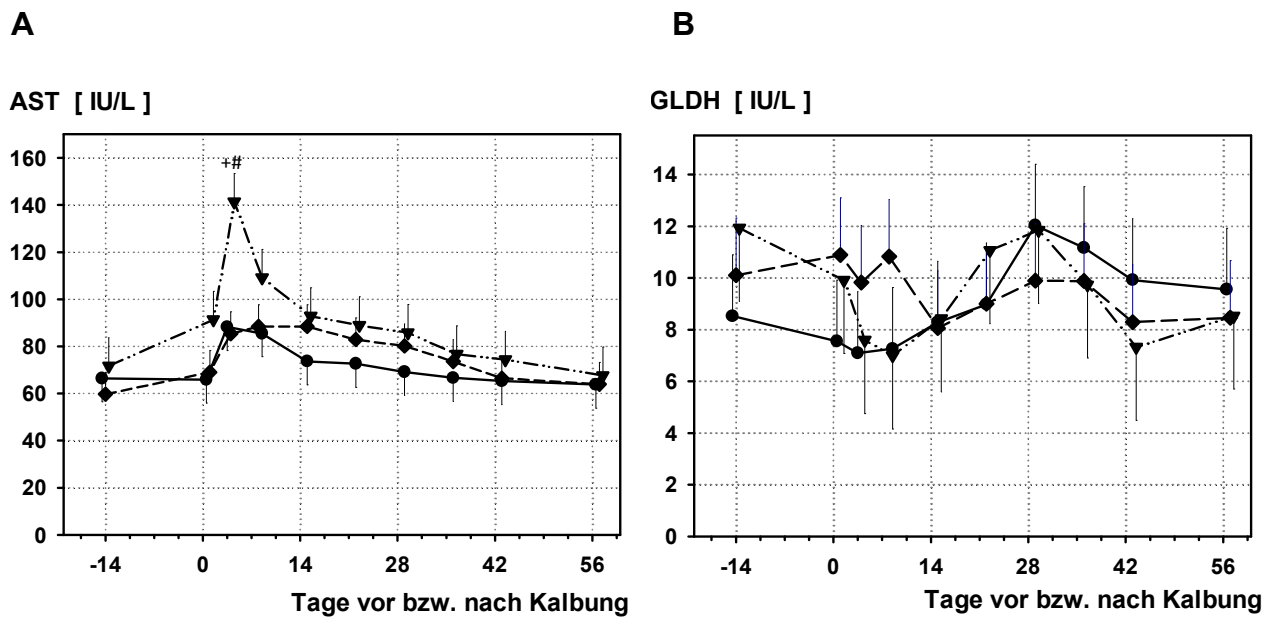 A
B
AST [ IU/L ]
GLDH [ IU/L ]
+#
160
140
120
100
80
60
40
20
0
-14 0 14 28 42 56
Tage vor bzw. nach Kalbung
14
12
10
8
6
4
2
0
-14 0 14 28 42 56
Tage vor bzw. nach Kalbung